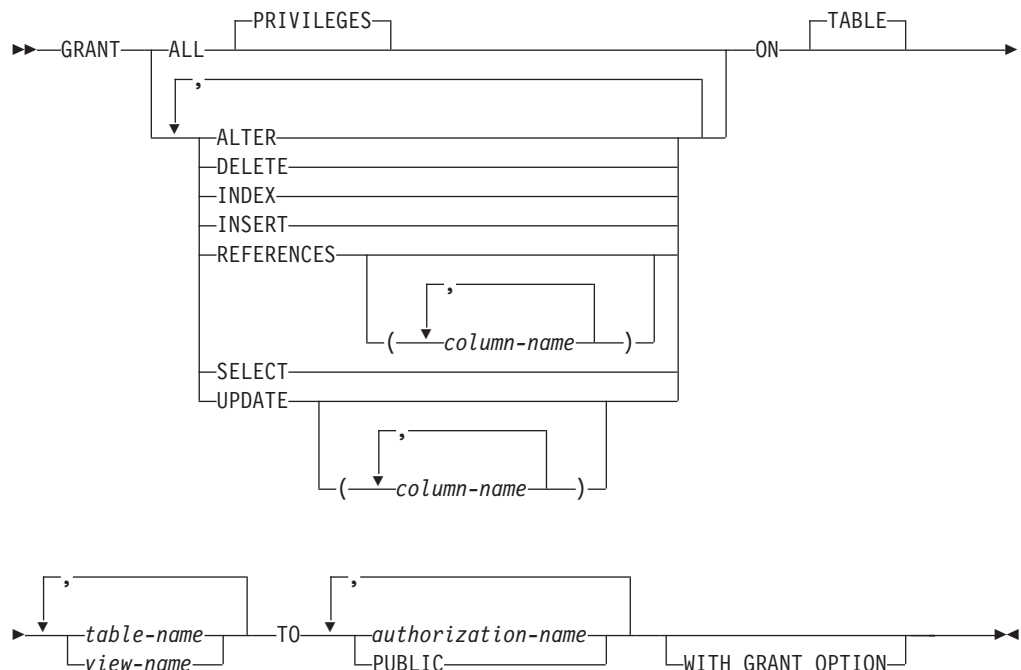 PRIVILEGES TABLE
GRANT ALL ON
,
ALTER
DELETE
INDEX
INSERT
REFERENCES
,
( column-name )
SELECT
UPDATE
,
( column-name )
, ,
table-name TO authorization-name
view-name PUBLIC WITH GRANT OPTION